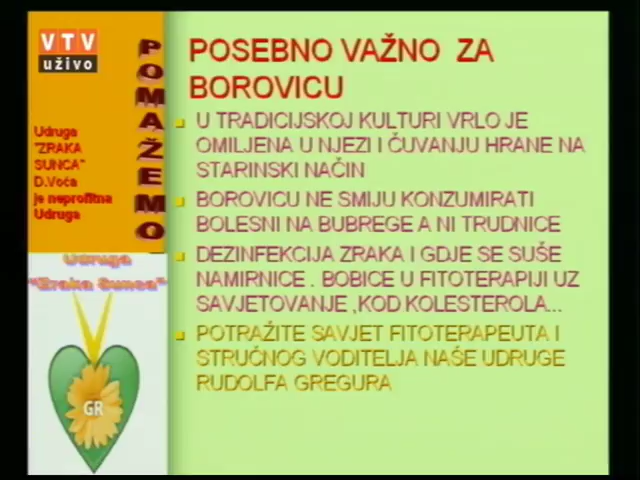 VTV
uživo
POMAŽEMO
Udruga
"ZRAKA
SUNCA"
D.Voća
je neprofitna
Udruga
Udruga
"Zraka Sunca"
GR
POSEBNO VAŽNO ZA
BOROVICU
U TRADICIJSKOJ KULTURI VRLO JE
OMILJENA U NJEZI I ČUVANJU HRANE NA
STARINSKI NAČIN
BOROVICU NE SMIJU KONZUMIRATI
BOLESNI NA BUBREGE A NI TRUDNICE
DEZINFEKCIJA ZRAKA I GDJE SE SUŠE
NAMIRNICE . BOBICE U FITOTERAPIJI UZ
SAVJETOVANJE ,KOD KOLESTEROLA...
POTRAŽITE SAVJET FITOTERAPEUTA I
STRUČNOG VODITELJA NAŠE UDRUGE
RUDOLFA GREGURA